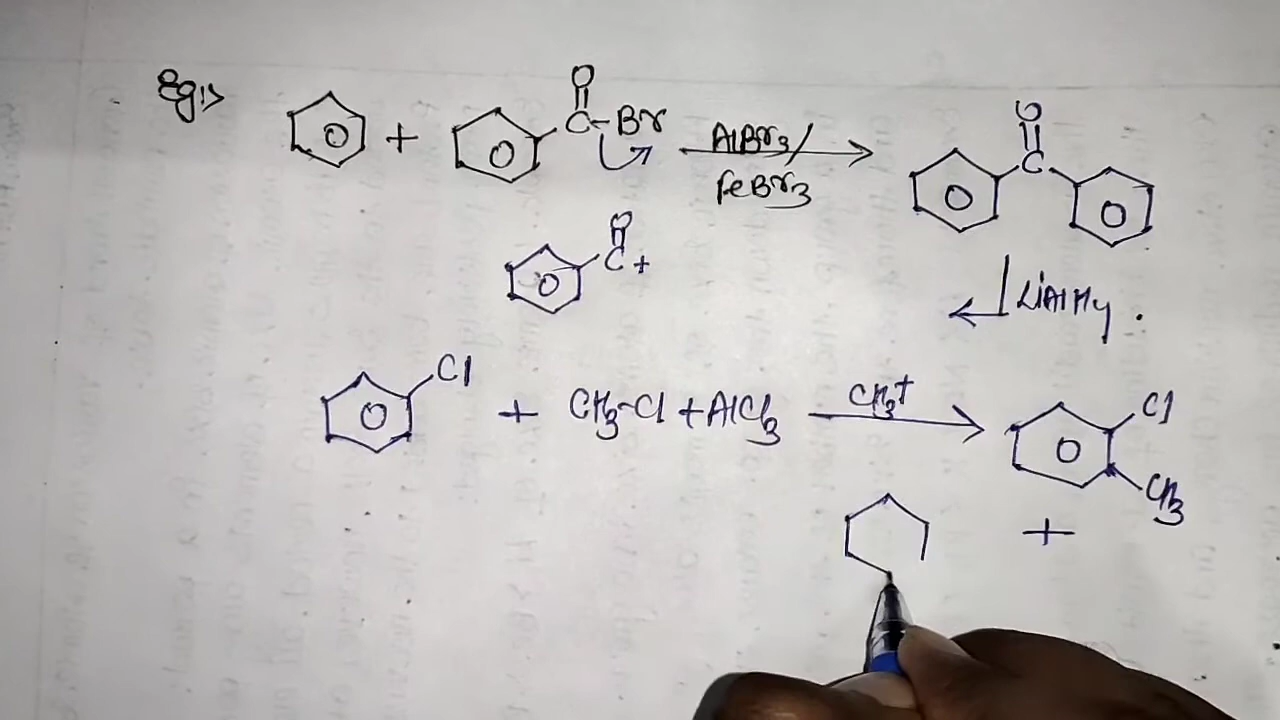 Eg:>
O
+ C-Br AlBr3/ FeBr3
O
C
O
C+
LiAlH4.
Cl + CH3-Cl + AlCl3 CH3+ Cl
CH3
+